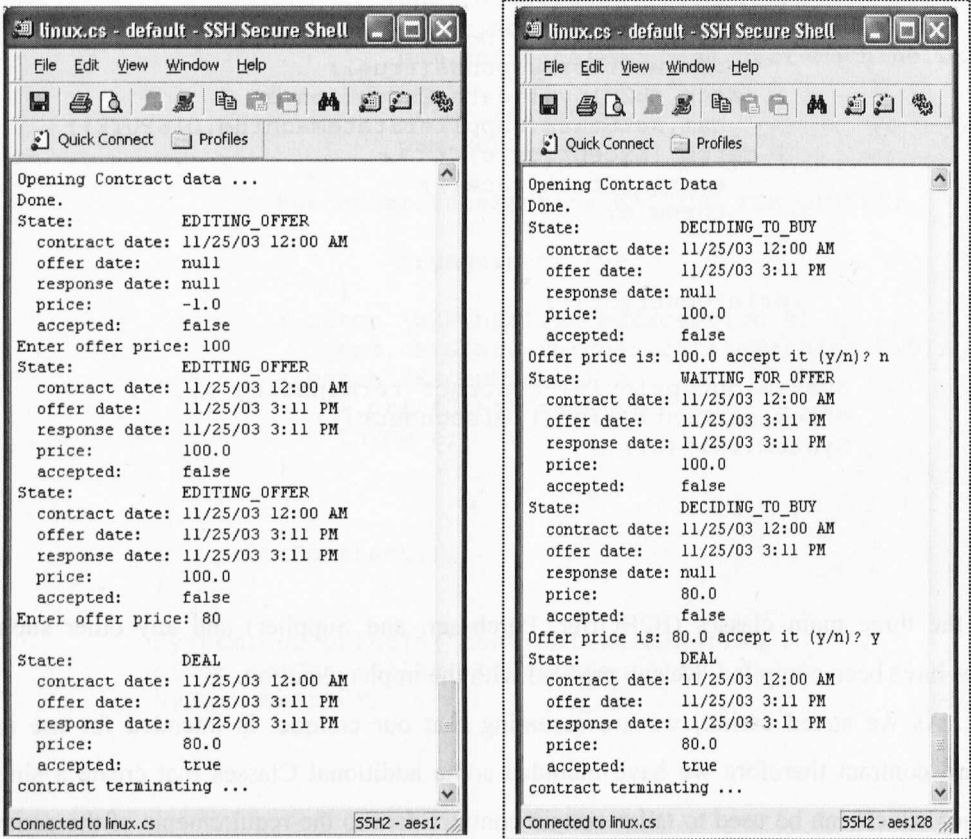 linux.cs - default - SSH Secure Shell
File Edit View Window Help
Quick Connect Profiles
Opening Contract data ...
Done.
State: EDITING_OFFER
contract date: 11/25/03 12:00 AM
offer date: null
response date: null
price: -1.0
accepted: false
Enter offer price: 100
State: EDITING_OFFER
contract date: 11/25/03 12:00 AM
offer date: 11/25/03 3:11 PM
response date: 11/25/03 3:11 PM
price: 100.0
accepted: false
State: EDITING_OFFER
contract date: 11/25/03 12:00 AM
offer date: 11/25/03 3:11 PM
response date: 11/25/03 3:11 PM
price: 100.0
accepted: false
Enter offer price: 80
State: DEAL
contract date: 11/25/03 12:00 AM
offer date: 11/25/03 3:11 PM
response date: 11/25/03 3:11 PM
price: 80.0
accepted: true
contract terminating ...
Connected to linux.cs SSH2 - aes1
linux.cs - default - SSH Secure Shell
File Edit View Window Help
Quick Connect Profiles
Opening Contract Data
Done.
State: DECIDING_TO_BUY
contract date: 11/25/03 12:00 AM
offer date: 11/25/03 3:11 PM
response date: null
price: 100.0
accepted: false
Offer price is: 100.0 accept it (y/n)? n
State: WAITING_FOR_OFFER
contract date: 11/25/03 12:00 AM
offer date: 11/25/03 3:11 PM
response date: 11/25/03 3:11 PM
price: 100.0
accepted: false
State: DECIDING_TO_BUY
contract date: 11/25/03 12:00 AM
offer date: 11/25/03 3:11 PM
response date: null
price: 80.0
accepted: false
Offer price is: 80.0 accept it (y/n)? y
State: DEAL
contract date: 11/25/03 12:00 AM
offer date: 11/25/03 3:11 PM
response date: 11/25/03 3:11 PM
price: 80.0
accepted: true
contract terminating ...
Connected to linux.cs SSH2 - aes128